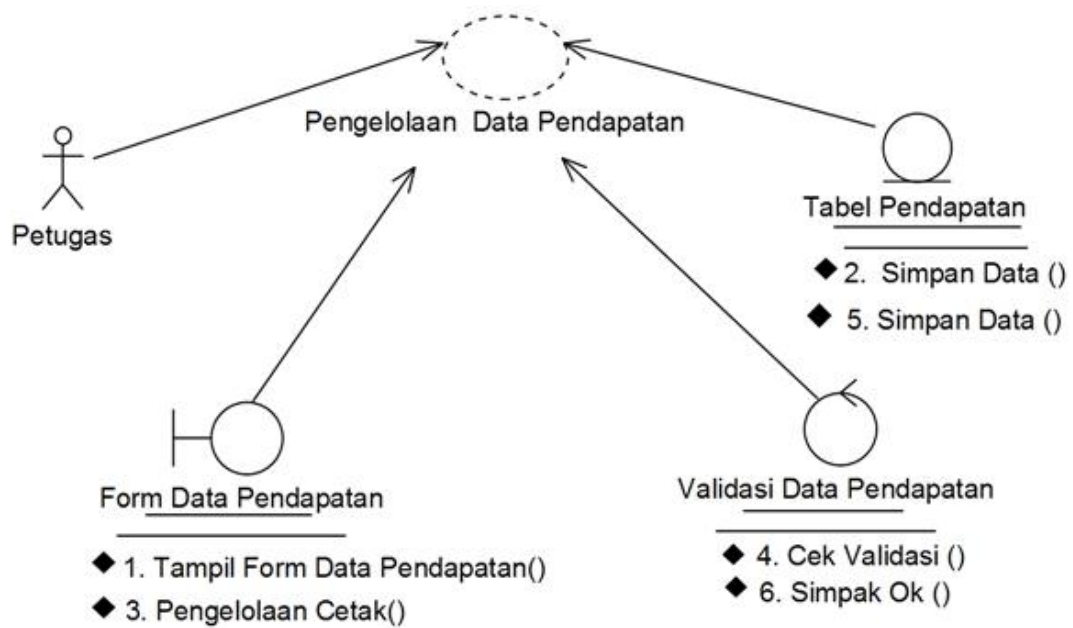 Pengelolaan Data Pendapatan
Petugas
Tabel Pendapatan
2. Simpan Data ()
5. Simpan Data ()
Form Data Pendapatan
1. Tampil Form Data Pendapatan()
3. Pengelolaan Cetak()
Validasi Data Pendapatan
4. Cek Validasi ()
6. Simpak Ok ()